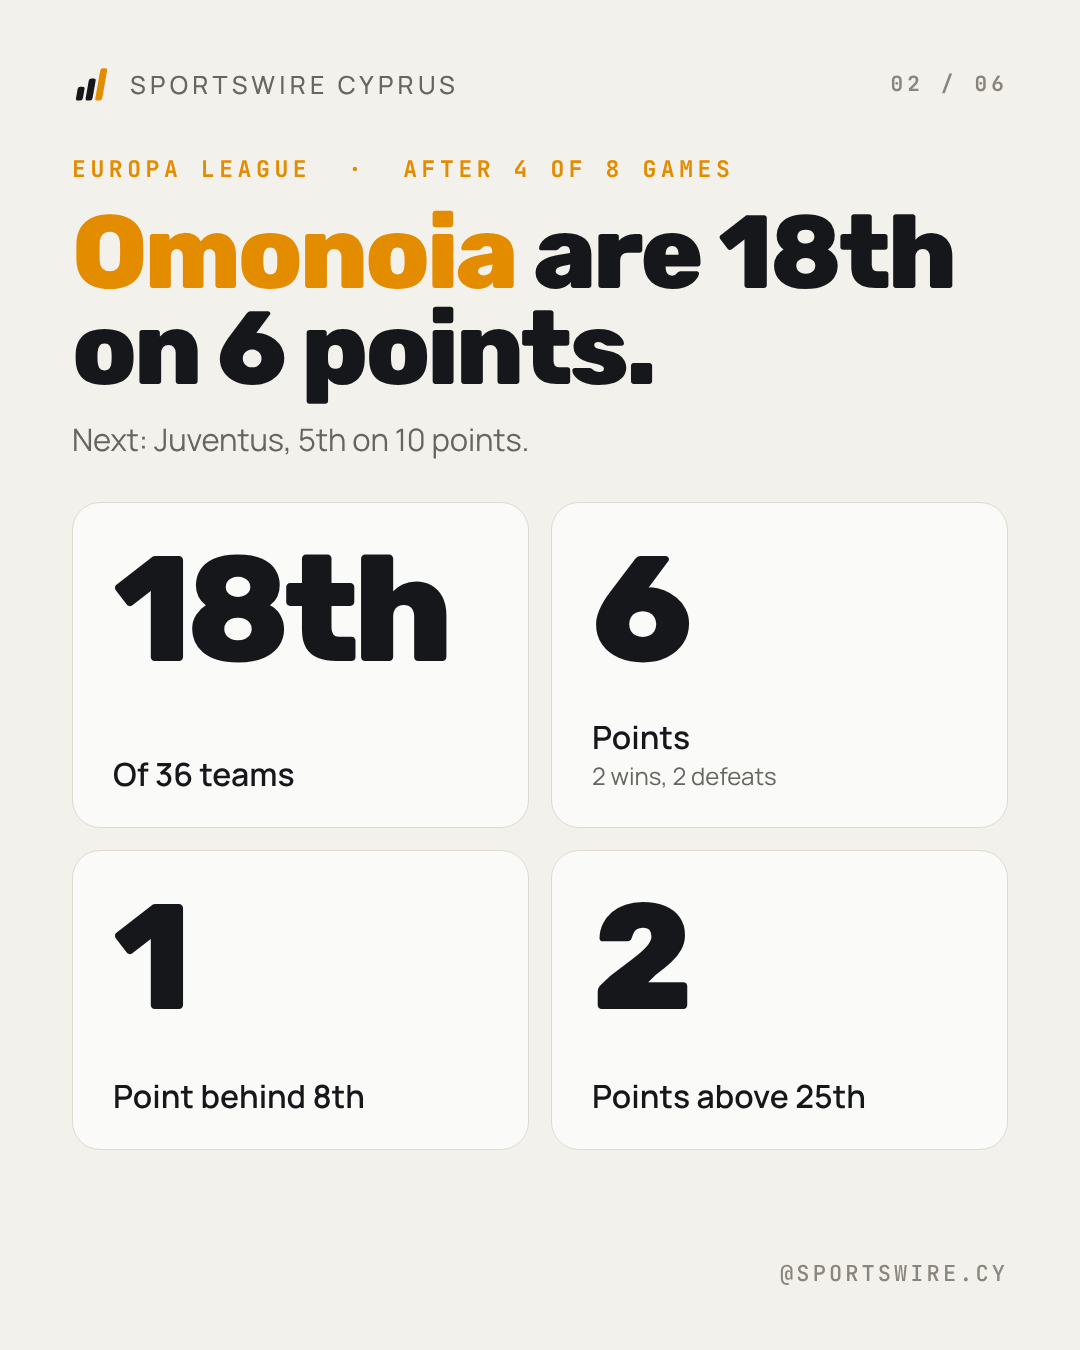 SPORTSWIRE CYPRUS
02 / 06
EUROPA LEAGUE · AFTER 4 OF 8 GAMES
Omonoia are 18th
on 6 points.
Next: Juventus, 5th on 10 points.
18th
Of 36 teams
6
Points
2 wins, 2 defeats
1
Point behind 8th
2
Points above 25th
@SPORTSWIRE.CY